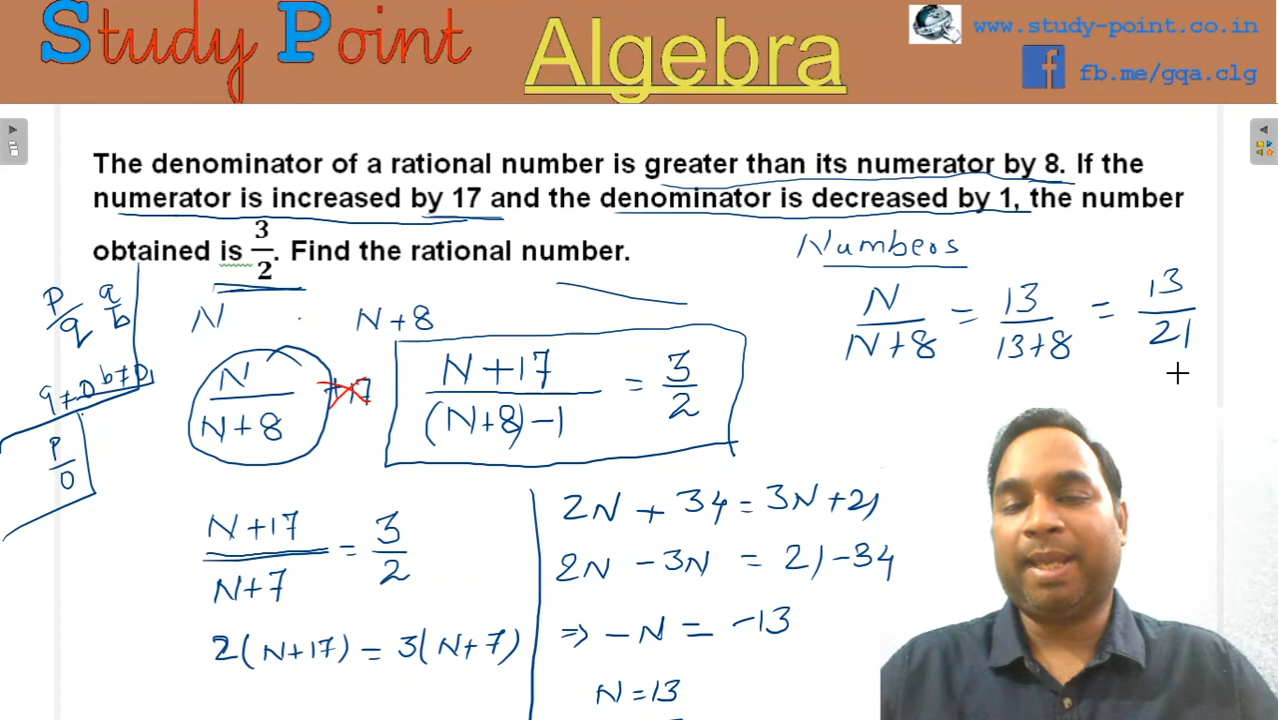 Study Point
Algebra
www.study-point.co.in
fb.me/gqa.clg
The denominator of a rational number is greater than its numerator by 8. If the
numerator is increased by 17 and the denominator is decreased by 1, the number
obtained is 3/2. Find the rational number.
Numbers
N/(N+8) = 13/(13+8) = 13/21
p/q a/b
q≠0 b≠0
P/0
N N+8
N/(N+8) +17
(N+17)/((N+8)-1) = 3/2
(N+17)/(N+7) = 3/2
2(N+17) = 3(N+7)
2N + 34 = 3N+21
2N - 3N = 21-34
⇒ -N = -13
N=13